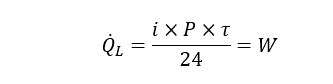 Q̇_L = (i × P × τ) / 24 = W